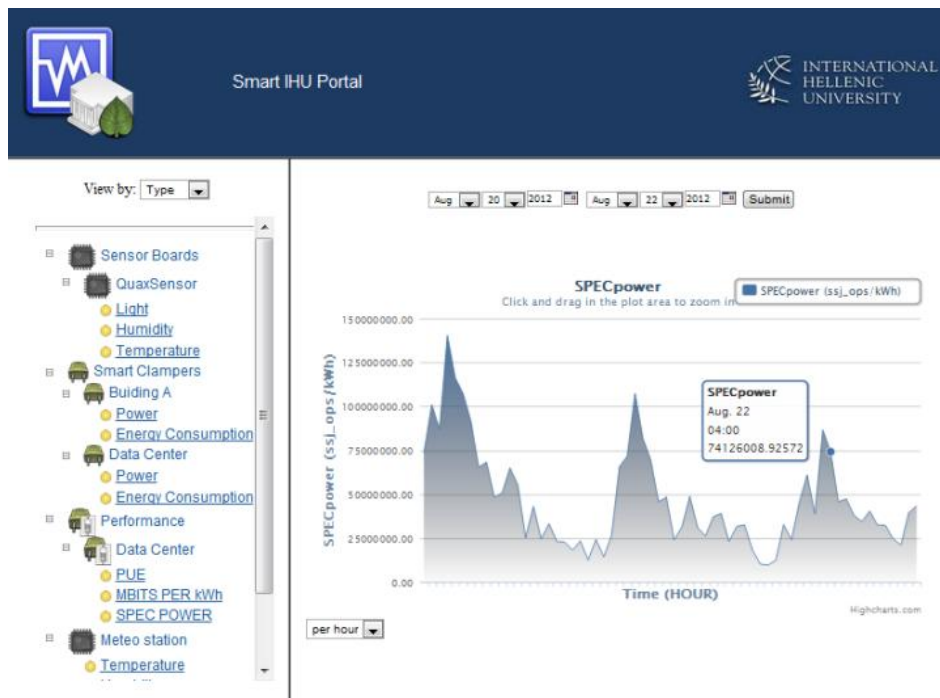 Smart IHU Portal
INTERNATIONAL
HELLENIC
UNIVERSITY
View by: Type
Sensor Boards
QuaxSensor
Light
Humidity
Temperature
Smart Clampers
Buiding A
Power
Energy Consumption
Data Center
Power
Energy Consumption
Performance
Data Center
PUE
MBITS PER kWh
SPEC POWER
Meteo station
Temperature
Aug 20 2012 Aug 22 2012 Submit
SPECpower
Click and drag in the plot area to zoom in
SPECpower (ssj_ops/kWh)
SPECpower (ssj_ops/kWh)
150000000.00
125000000.00
100000000.00
75000000.00
50000000.00
25000000.00
0.00
SPECpower
Aug. 22
04:00
74126008.92572
Time (HOUR)
Highcharts.com
per hour